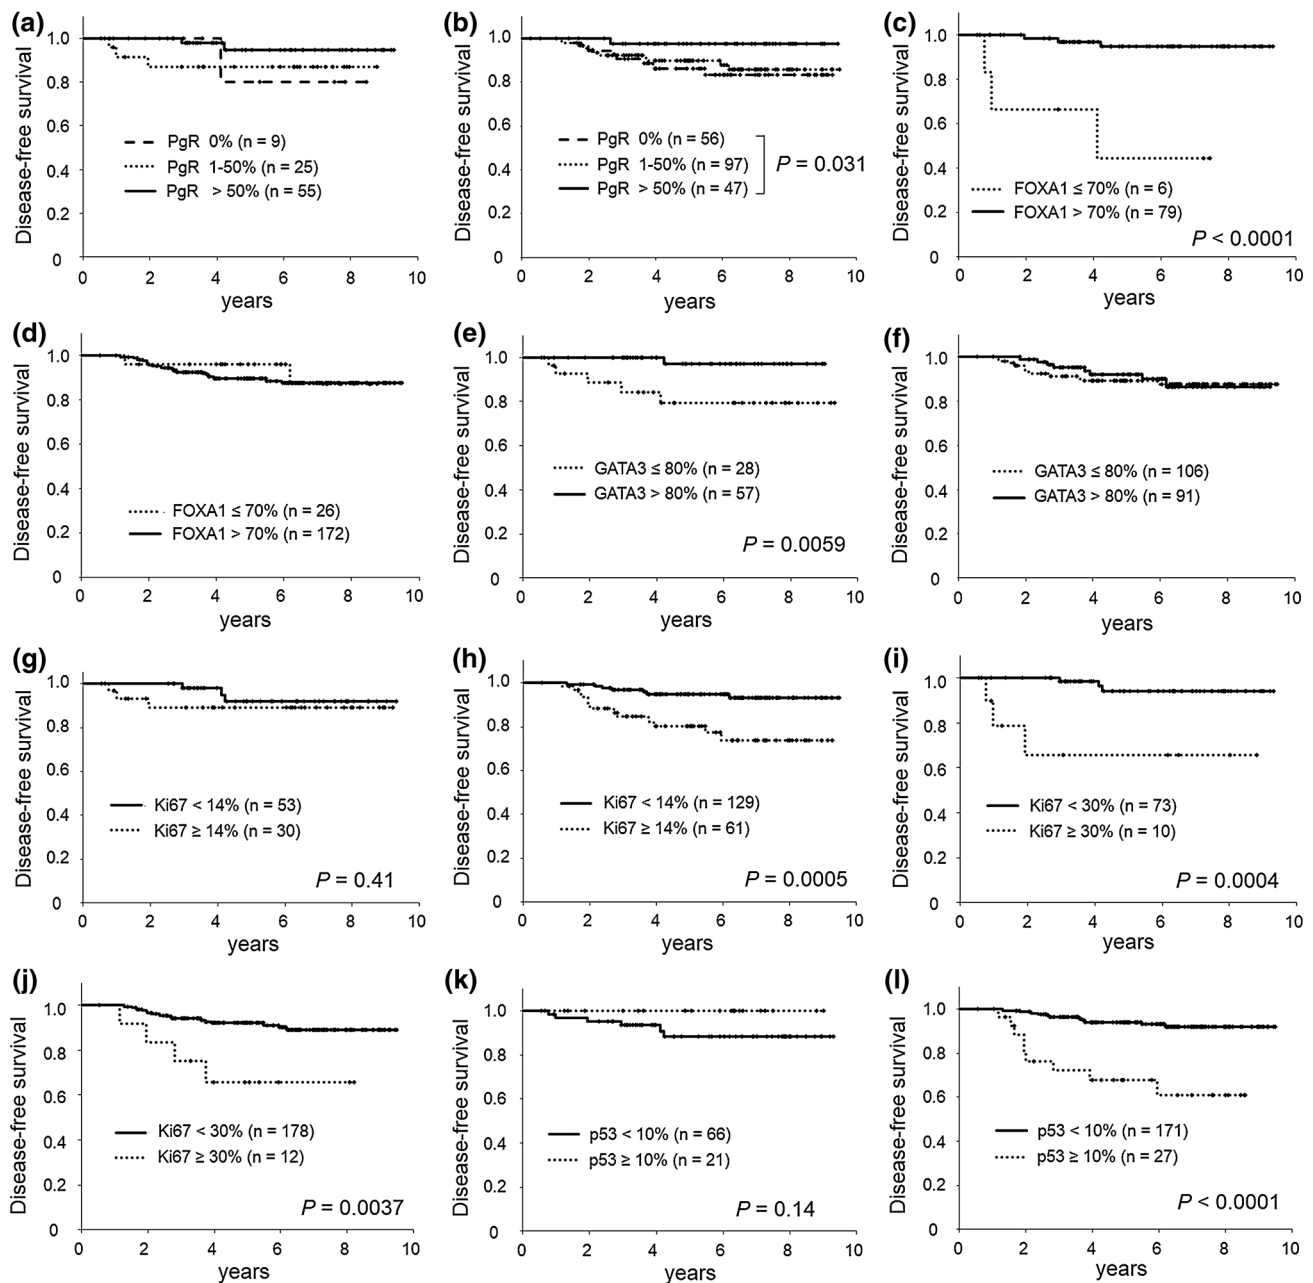 (a)
Disease-free survival
1.0
0.8
0.6
0.4
0.2
0
PgR 0% (n = 9)
PgR 1-50% (n = 25)
PgR > 50% (n = 55)
0 2 4 6 8 10
years
(b)
Disease-free survival
1.0
0.8
0.6
0.4
0.2
0
PgR 0% (n = 56)
PgR 1-50% (n = 97)
PgR > 50% (n = 47)
P = 0.031
0 2 4 6 8 10
years
(c)
Disease-free survival
1.0
0.8
0.6
0.4
0.2
0
FOXA1 ≤ 70% (n = 6)
FOXA1 > 70% (n = 79)
P < 0.0001
0 2 4 6 8 10
years
(d)
Disease-free survival
1.0
0.8
0.6
0.4
0.2
0
FOXA1 ≤ 70% (n = 26)
FOXA1 > 70% (n = 172)
0 2 4 6 8 10
years
(e)
Disease-free survival
1.0
0.8
0.6
0.4
0.2
0
GATA3 ≤ 80% (n = 28)
GATA3 > 80% (n = 57)
P = 0.0059
0 2 4 6 8 10
years
(f)
Disease-free survival
1.0
0.8
0.6
0.4
0.2
0
GATA3 ≤ 80% (n = 106)
GATA3 > 80% (n = 91)
0 2 4 6 8 10
years
(g)
Disease-free survival
1.0
0.8
0.6
0.4
0.2
0
Ki67 < 14% (n = 53)
Ki67 ≥ 14% (n = 30)
P = 0.41
0 2 4 6 8 10
years
(h)
Disease-free survival
1.0
0.8
0.6
0.4
0.2
0
Ki67 < 14% (n = 129)
Ki67 ≥ 14% (n = 61)
P = 0.0005
0 2 4 6 8 10
years
(i)
Disease-free survival
1.0
0.8
0.6
0.4
0.2
0
Ki67 < 30% (n = 73)
Ki67 ≥ 30% (n = 10)
P = 0.0004
0 2 4 6 8 10
years
(j)
Disease-free survival
1.0
0.8
0.6
0.4
0.2
0
Ki67 < 30% (n = 178)
Ki67 ≥ 30% (n = 12)
P = 0.0037
0 2 4 6 8 10
years
(k)
Disease-free survival
1.0
0.8
0.6
0.4
0.2
0
p53 < 10% (n = 66)
p53 ≥ 10% (n = 21)
P = 0.14
0 2 4 6 8 10
years
(l)
Disease-free survival
1.0
0.8
0.6
0.4
0.2
0
p53 < 10% (n = 171)
p53 ≥ 10% (n = 27)
P < 0.0001
0 2 4 6 8 10
years